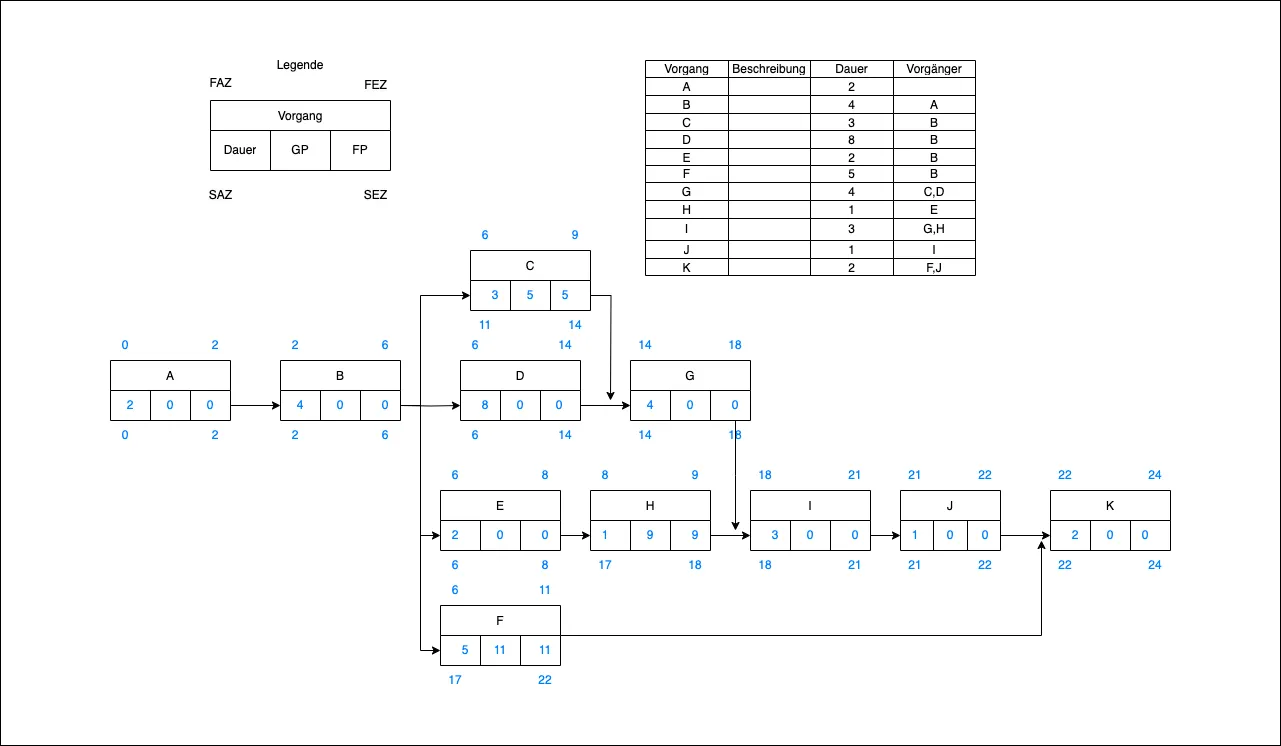 Legende
FAZ FEZ
Vorgang
Dauer GP FP
SAZ SEZ
Vorgang Beschreibung Dauer Vorgänger
A 2
B 4 A
C 3 B
D 8 B
E 2 B
F 5 B
G 4 C,D
H 1 E
I 3 G,H
J 1 I
K 2 F,J
6 9
C
3 5 5
11 14
0 2
A
2 0 0
0 2
2 6
B
4 0 0
2 6
6 14
D
8 0 0
6 14
14 18
G
4 0 0
14 18
6 8
E
2 0 0
6 8
8 9
H
1 9 9
17 18
18 21
I
3 0 0
18 21
21 22
J
1 0 0
21 22
22 24
K
2 0 0
22 24
6 11
F
5 11 11
17 22